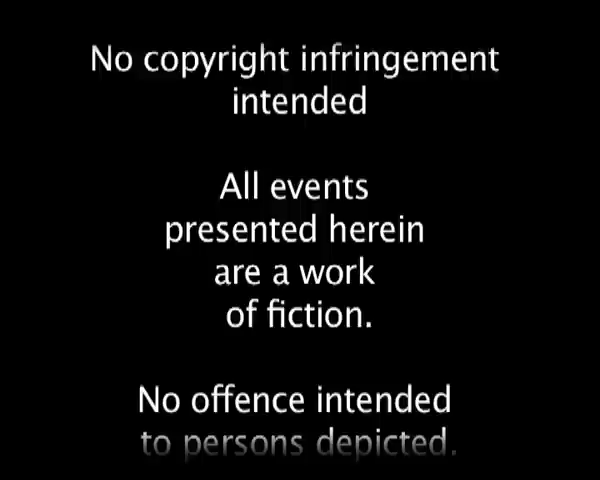 No copyright infringement
intended
All events
presented herein
are a work
of fiction.
No offence intended
to persons depicted.